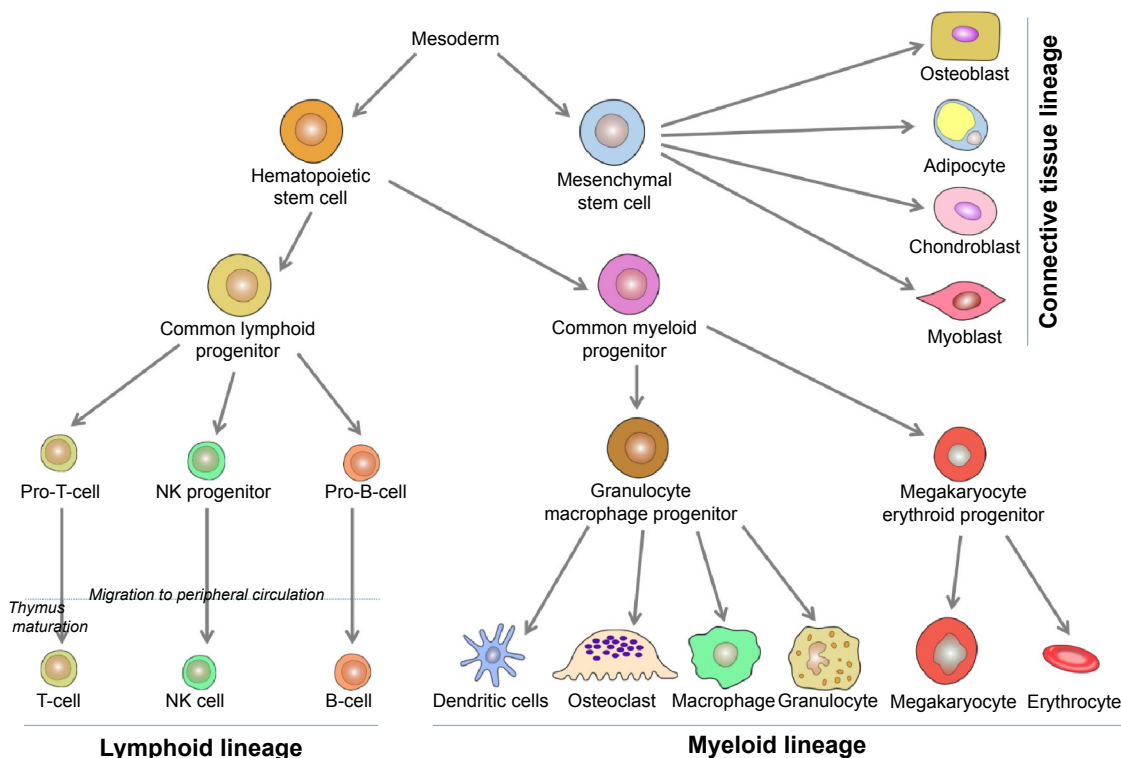 Mesoderm
Hematopoietic
stem cell
Mesenchymal
stem cell
Osteoblast
Adipocyte
Chondroblast
Myoblast
Connective tissue lineage
Common lymphoid
progenitor
Common myeloid
progenitor
Pro-T-cell
NK progenitor
Pro-B-cell
Granulocyte
macrophage progenitor
Megakaryocyte
erythroid progenitor
Migration to peripheral circulation
Thymus
maturation
T-cell
NK cell
B-cell
Dendritic cells
Osteoclast
Macrophage
Granulocyte
Megakaryocyte
Erythrocyte
Lymphoid lineage
Myeloid lineage